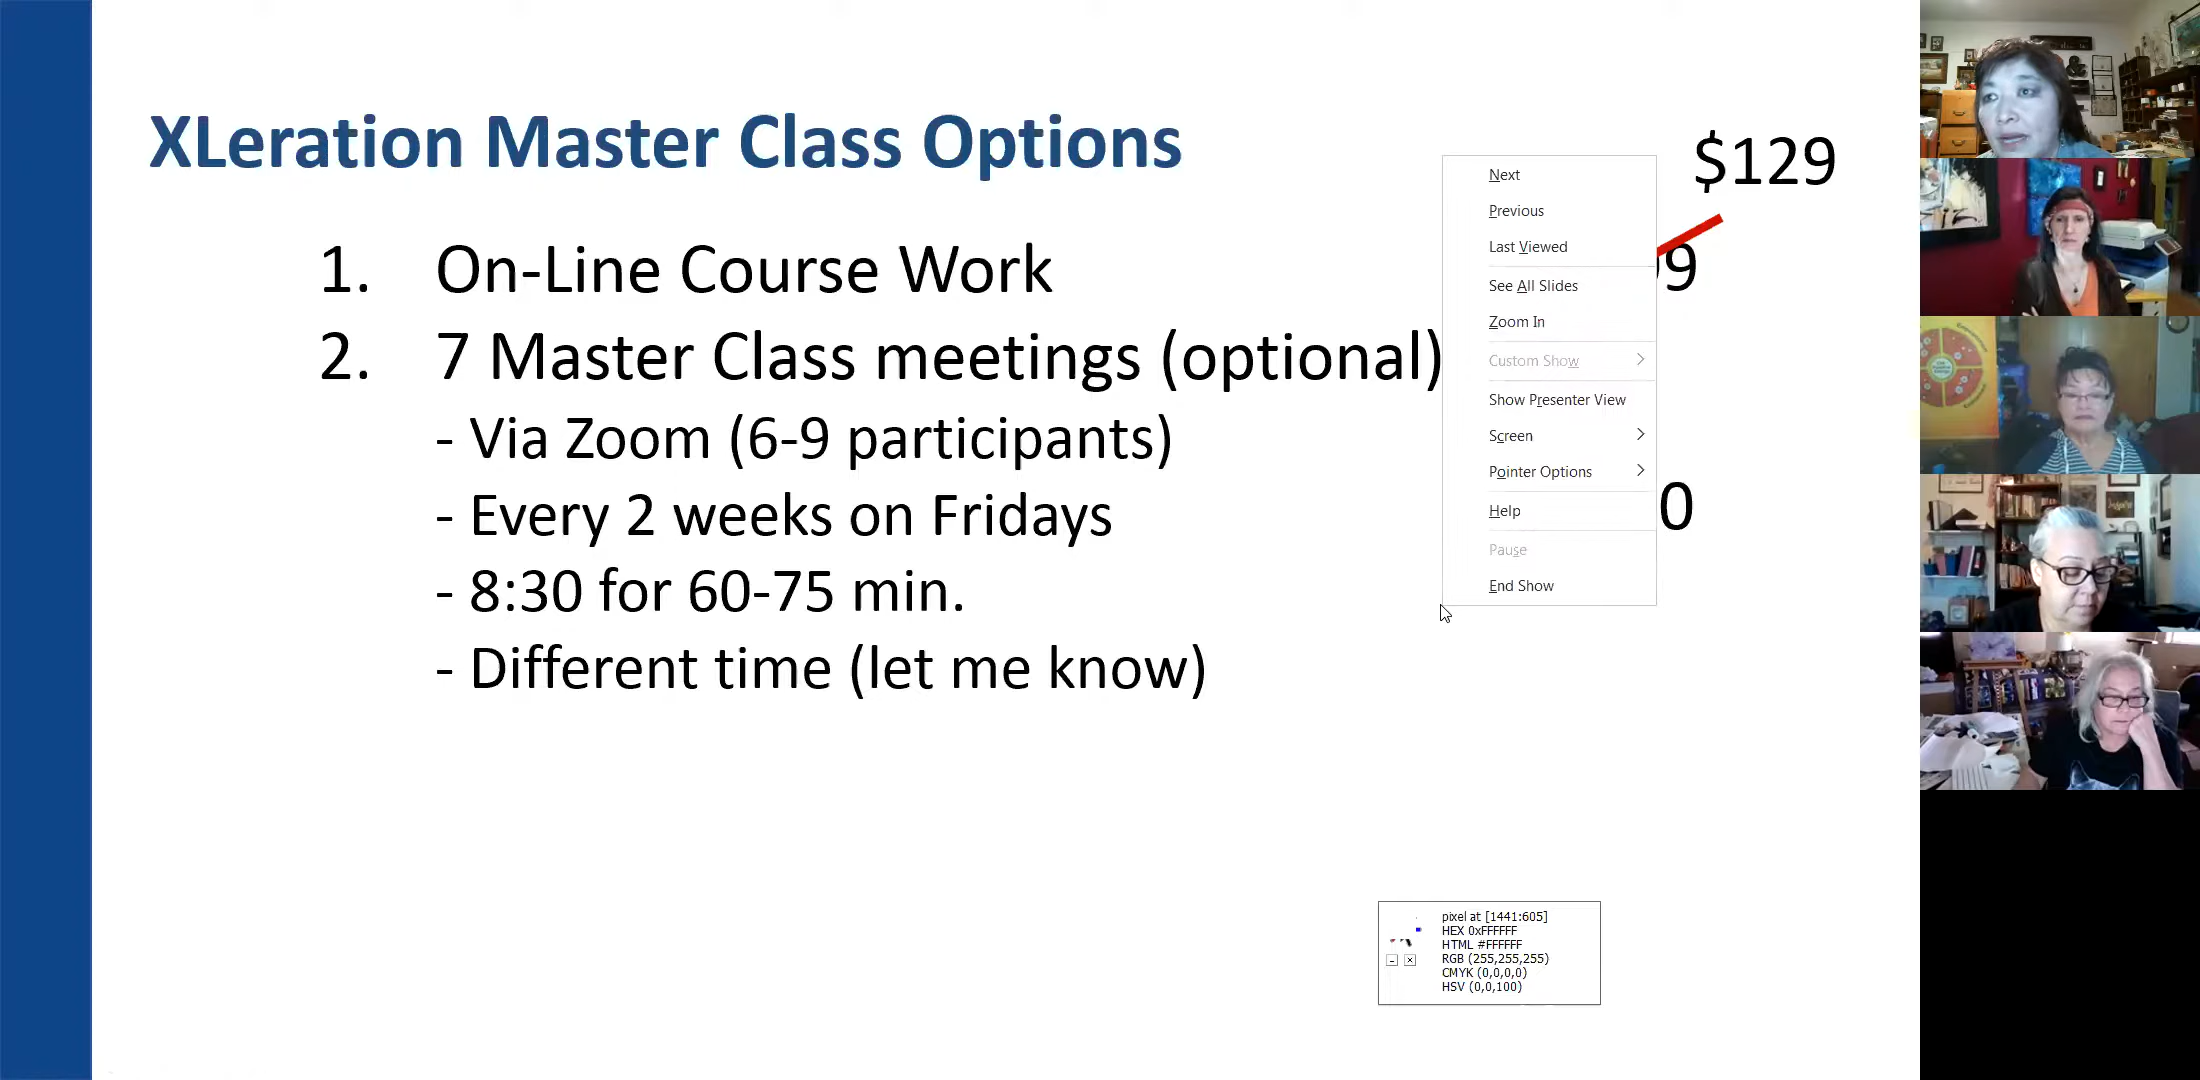 XLeration Master Class Options
$129
1. On-Line Course Work
9
2. 7 Master Class meetings (optional)
- Via Zoom (6-9 participants)
- Every 2 weeks on Fridays
0
- 8:30 for 60-75 min.
- Different time (let me know)
Next
Previous
Last Viewed
See All Slides
Zoom In
Custom Show
Show Presenter View
Screen
Pointer Options
Help
Pause
End Show
pixel at [1441:605]
HEX 0xFFFFFF
HTML #FFFFFF
RGB (255,255,255)
CMYK (0,0,0,0)
HSV (0,0,100)